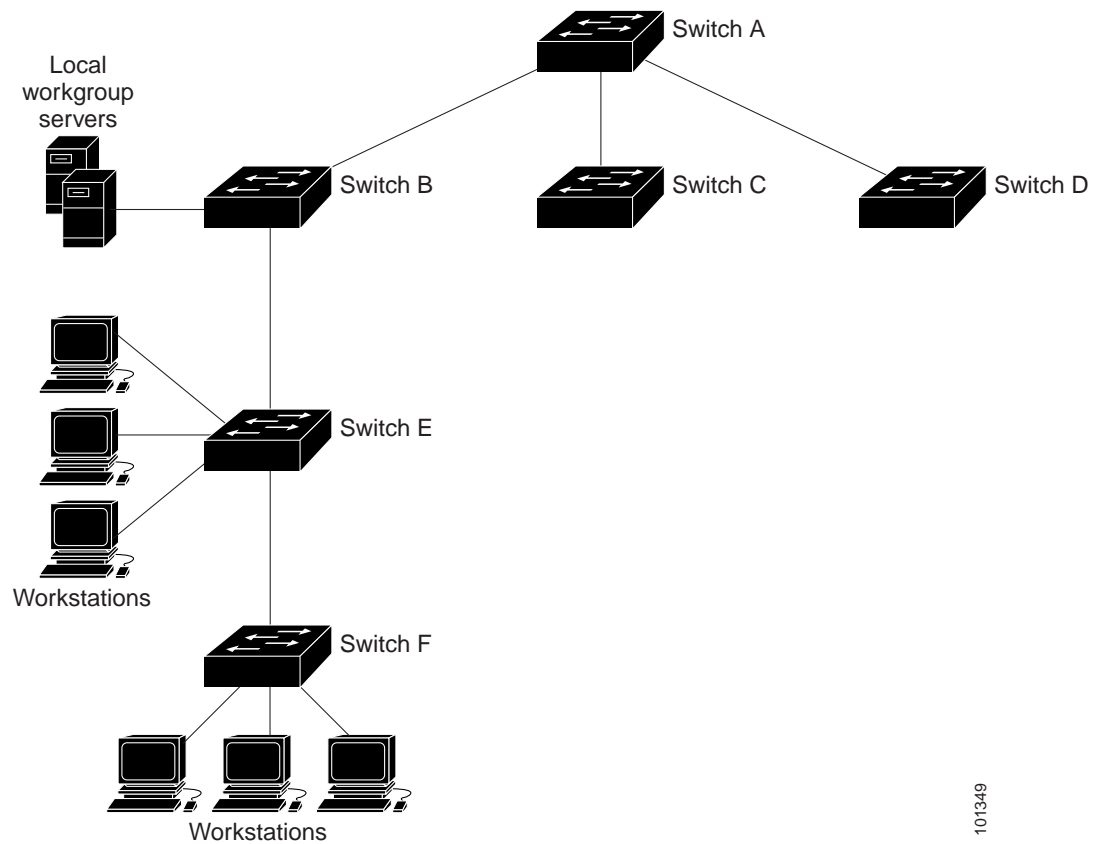 Switch A
Local
workgroup
servers
Switch B
Switch C
Switch D
Switch E
Workstations
Switch F
Workstations
101349